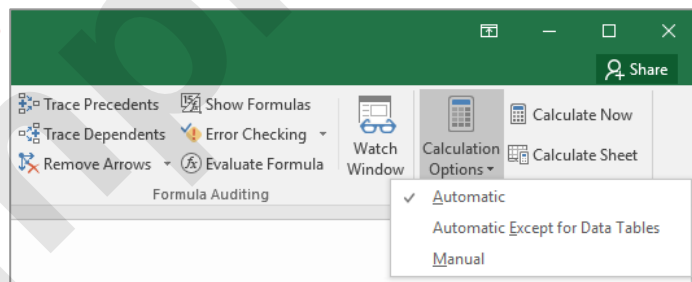 Share
Trace Precedents
Show Formulas
Trace Dependents
Error Checking
Remove Arrows
Evaluate Formula
Formula Auditing
Watch
Window
Calculation
Options
Calculate Now
Calculate Sheet
Automatic
Automatic Except for Data Tables
Manual